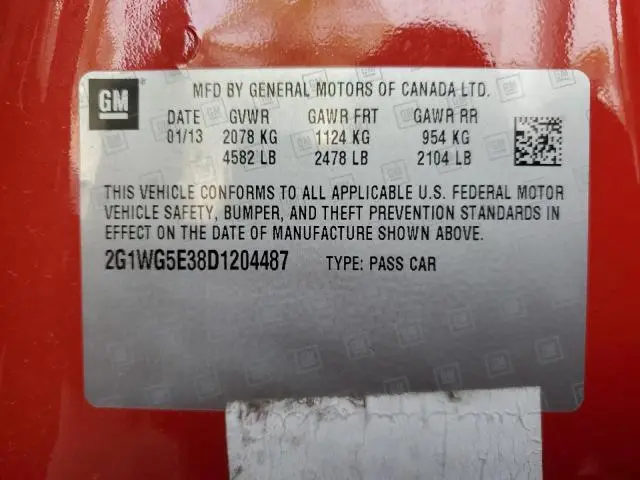 GM
MFD BY GENERAL MOTORS OF CANADA LTD.
DATE GVWR GAWR FRT GAWR RR
01/13 2078 KG 1124 KG 954 KG
4582 LB 2478 LB 2104 LB
THIS VEHICLE CONFORMS TO ALL APPLICABLE U.S. FEDERAL MOTOR
VEHICLE SAFETY, BUMPER, AND THEFT PREVENTION STANDARDS IN
EFFECT ON THE DATE OF MANUFACTURE SHOWN ABOVE.
2G1WG5E38D1204487 TYPE: PASS CAR